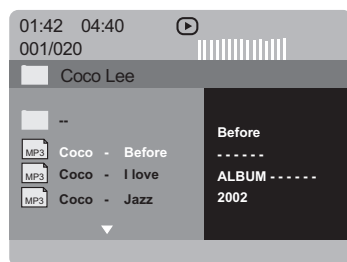 01:42 04:40
001/020
Coco Lee
--
MP3 Coco - Before
MP3 Coco - I love
MP3 Coco - Jazz
Before
- - - - - -
ALBUM - - - - - -
2002